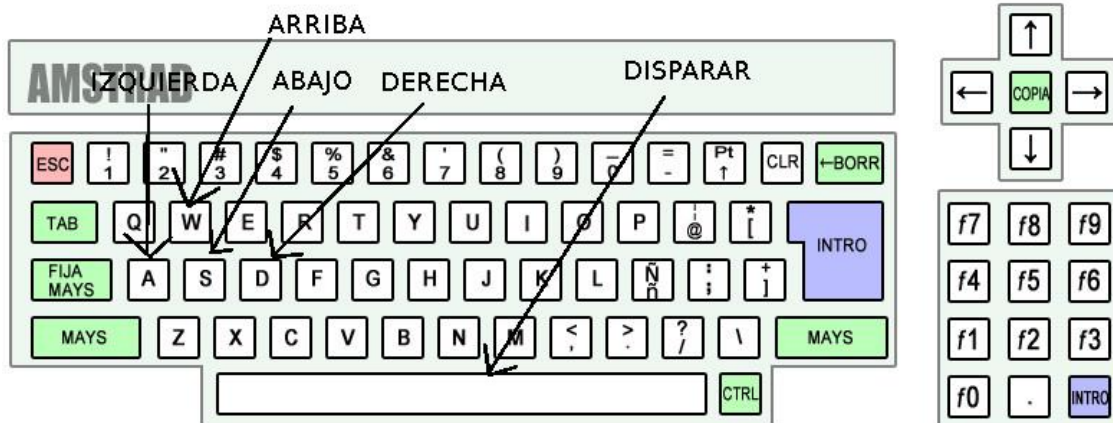 ARRIBA
AMSTRAD
IZQUIERDA ABAJO DERECHA DISPARAR
COPIA
ESC ! 1 " 2 # 3 $ 4 % 5 & 6 ' 7 ( 8 ) 9 _ 0 = - Pt ↑ CLR ←BORR
TAB Q W E R T Y U I O P ¦ @ * [ INTRO
FIJA MAYS A S D F G H J K L Ñ ñ : ; + ]
MAYS Z X C V B N M < , > . ? / \ MAYS
CTRL
↑
← →
↓
f7 f8 f9
f4 f5 f6
f1 f2 f3
f0 . INTRO